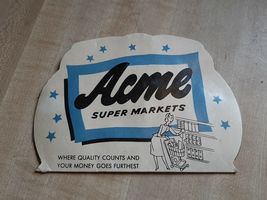 Acme
SUPER MARKETS
WHERE QUALITY COUNTS AND
YOUR MONEY GOES FURTHEST